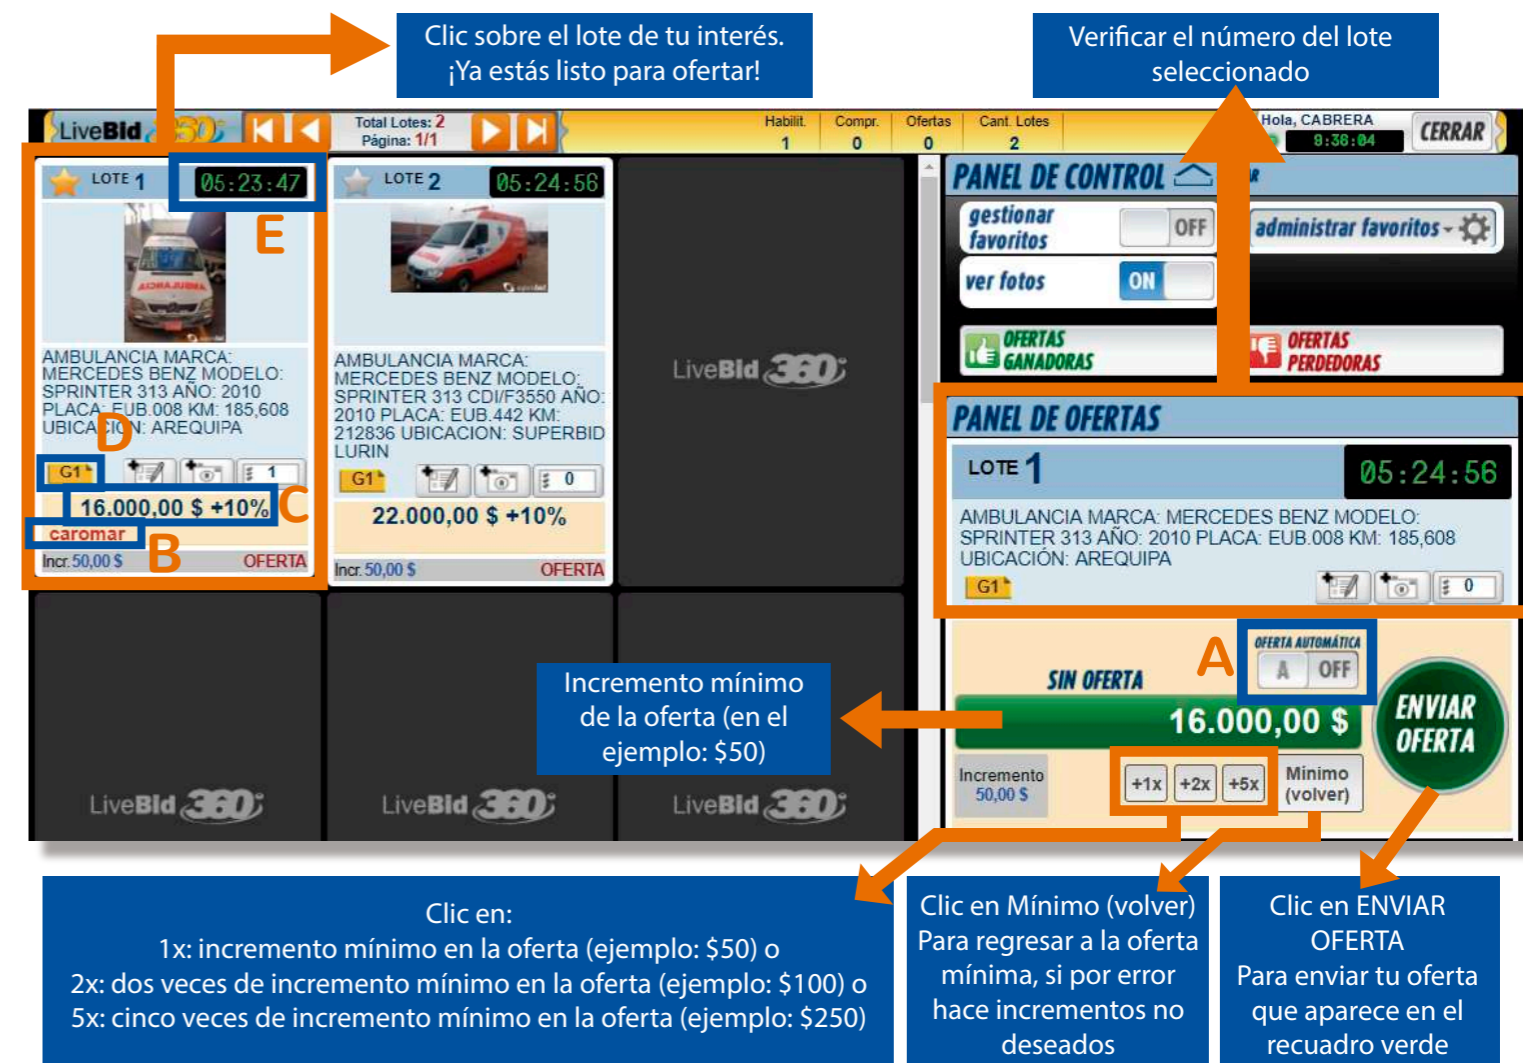 Clic sobre el lote de tu interés.
¡Ya estás listo para ofertar!
Verificar el número del lote
seleccionado
LiveBid 360
Total Lotes: 2
Página: 1/1
Habilit. Compr. Ofertas Cant. Lotes
1 0 0 2
Hola, CABRERA
9:38:04
CERRAR
LOTE 1 05:23:47
E
AMBULANCIA
AMBULANCIA MARCA:
MERCEDES BENZ MODELO:
SPRINTER 313 AÑO: 2010
PLACA: EUB.008 KM: 185,608
UBICACIÓN: AREQUIPA
D
G1 1
16.000,00 $ +10%
C
caromar
B
Incr. 50,00 $ OFERTA
LOTE 2 05:24:56
AMBULANCIA MARCA:
MERCEDES BENZ MODELO:
SPRINTER 313 CDI/F3550 AÑO:
2010 PLACA: EUB.442 KM:
212836 UBICACION: SUPERBID
LURIN
G1 0
22.000,00 $ +10%
Incr. 50,00 $ OFERTA
LiveBid 360
LiveBid 360
LiveBid 360
LiveBid 360
PANEL DE CONTROL
gestionar
favoritos
OFF
administrar favoritos
ver fotos
ON
OFERTAS
GANADORAS
OFERTAS
PERDEDORAS
PANEL DE OFERTAS
LOTE 1 05:24:56
AMBULANCIA MARCA: MERCEDES BENZ MODELO:
SPRINTER 313 AÑO: 2010 PLACA: EUB.008 KM: 185,608
UBICACIÓN: AREQUIPA
G1 0
A
OFERTA AUTOMÁTICA
A OFF
SIN OFERTA
16.000,00 $
ENVIAR
OFERTA
Incremento
50,00 $
+1x +2x +5x
Mínimo
(volver)
Incremento mínimo
de la oferta (en el
ejemplo: $50)
Clic en:
1x: incremento mínimo en la oferta (ejemplo: $50) o
2x: dos veces de incremento mínimo en la oferta (ejemplo: $100) o
5x: cinco veces de incremento mínimo en la oferta (ejemplo: $250)
Clic en Mínimo (volver)
Para regresar a la oferta
mínima, si por error
hace incrementos no
deseados
Clic en ENVIAR
OFERTA
Para enviar tu oferta
que aparece en el
recuadro verde